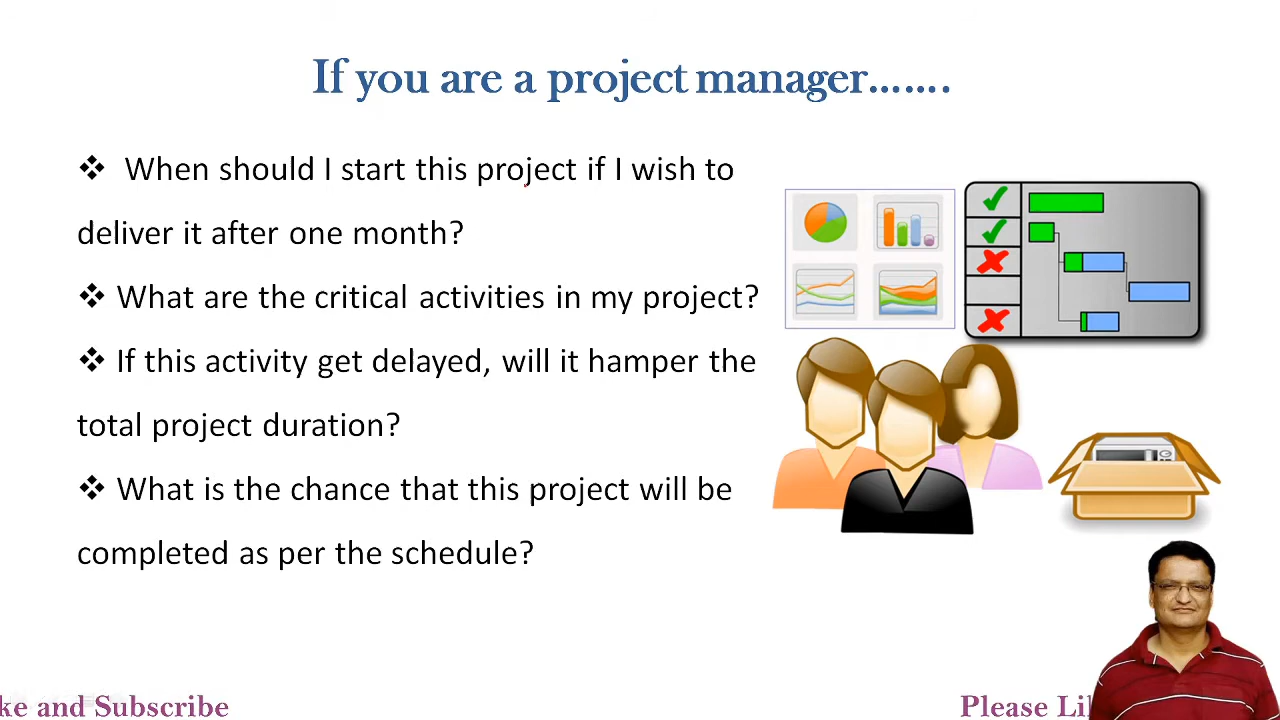 If you are a project manager…….
❖ When should I start this project if I wish to
deliver it after one month?
❖ What are the critical activities in my project?
❖ If this activity get delayed, will it hamper the
total project duration?
❖ What is the chance that this project will be
completed as per the schedule?
ke and Subscribe
Please Li